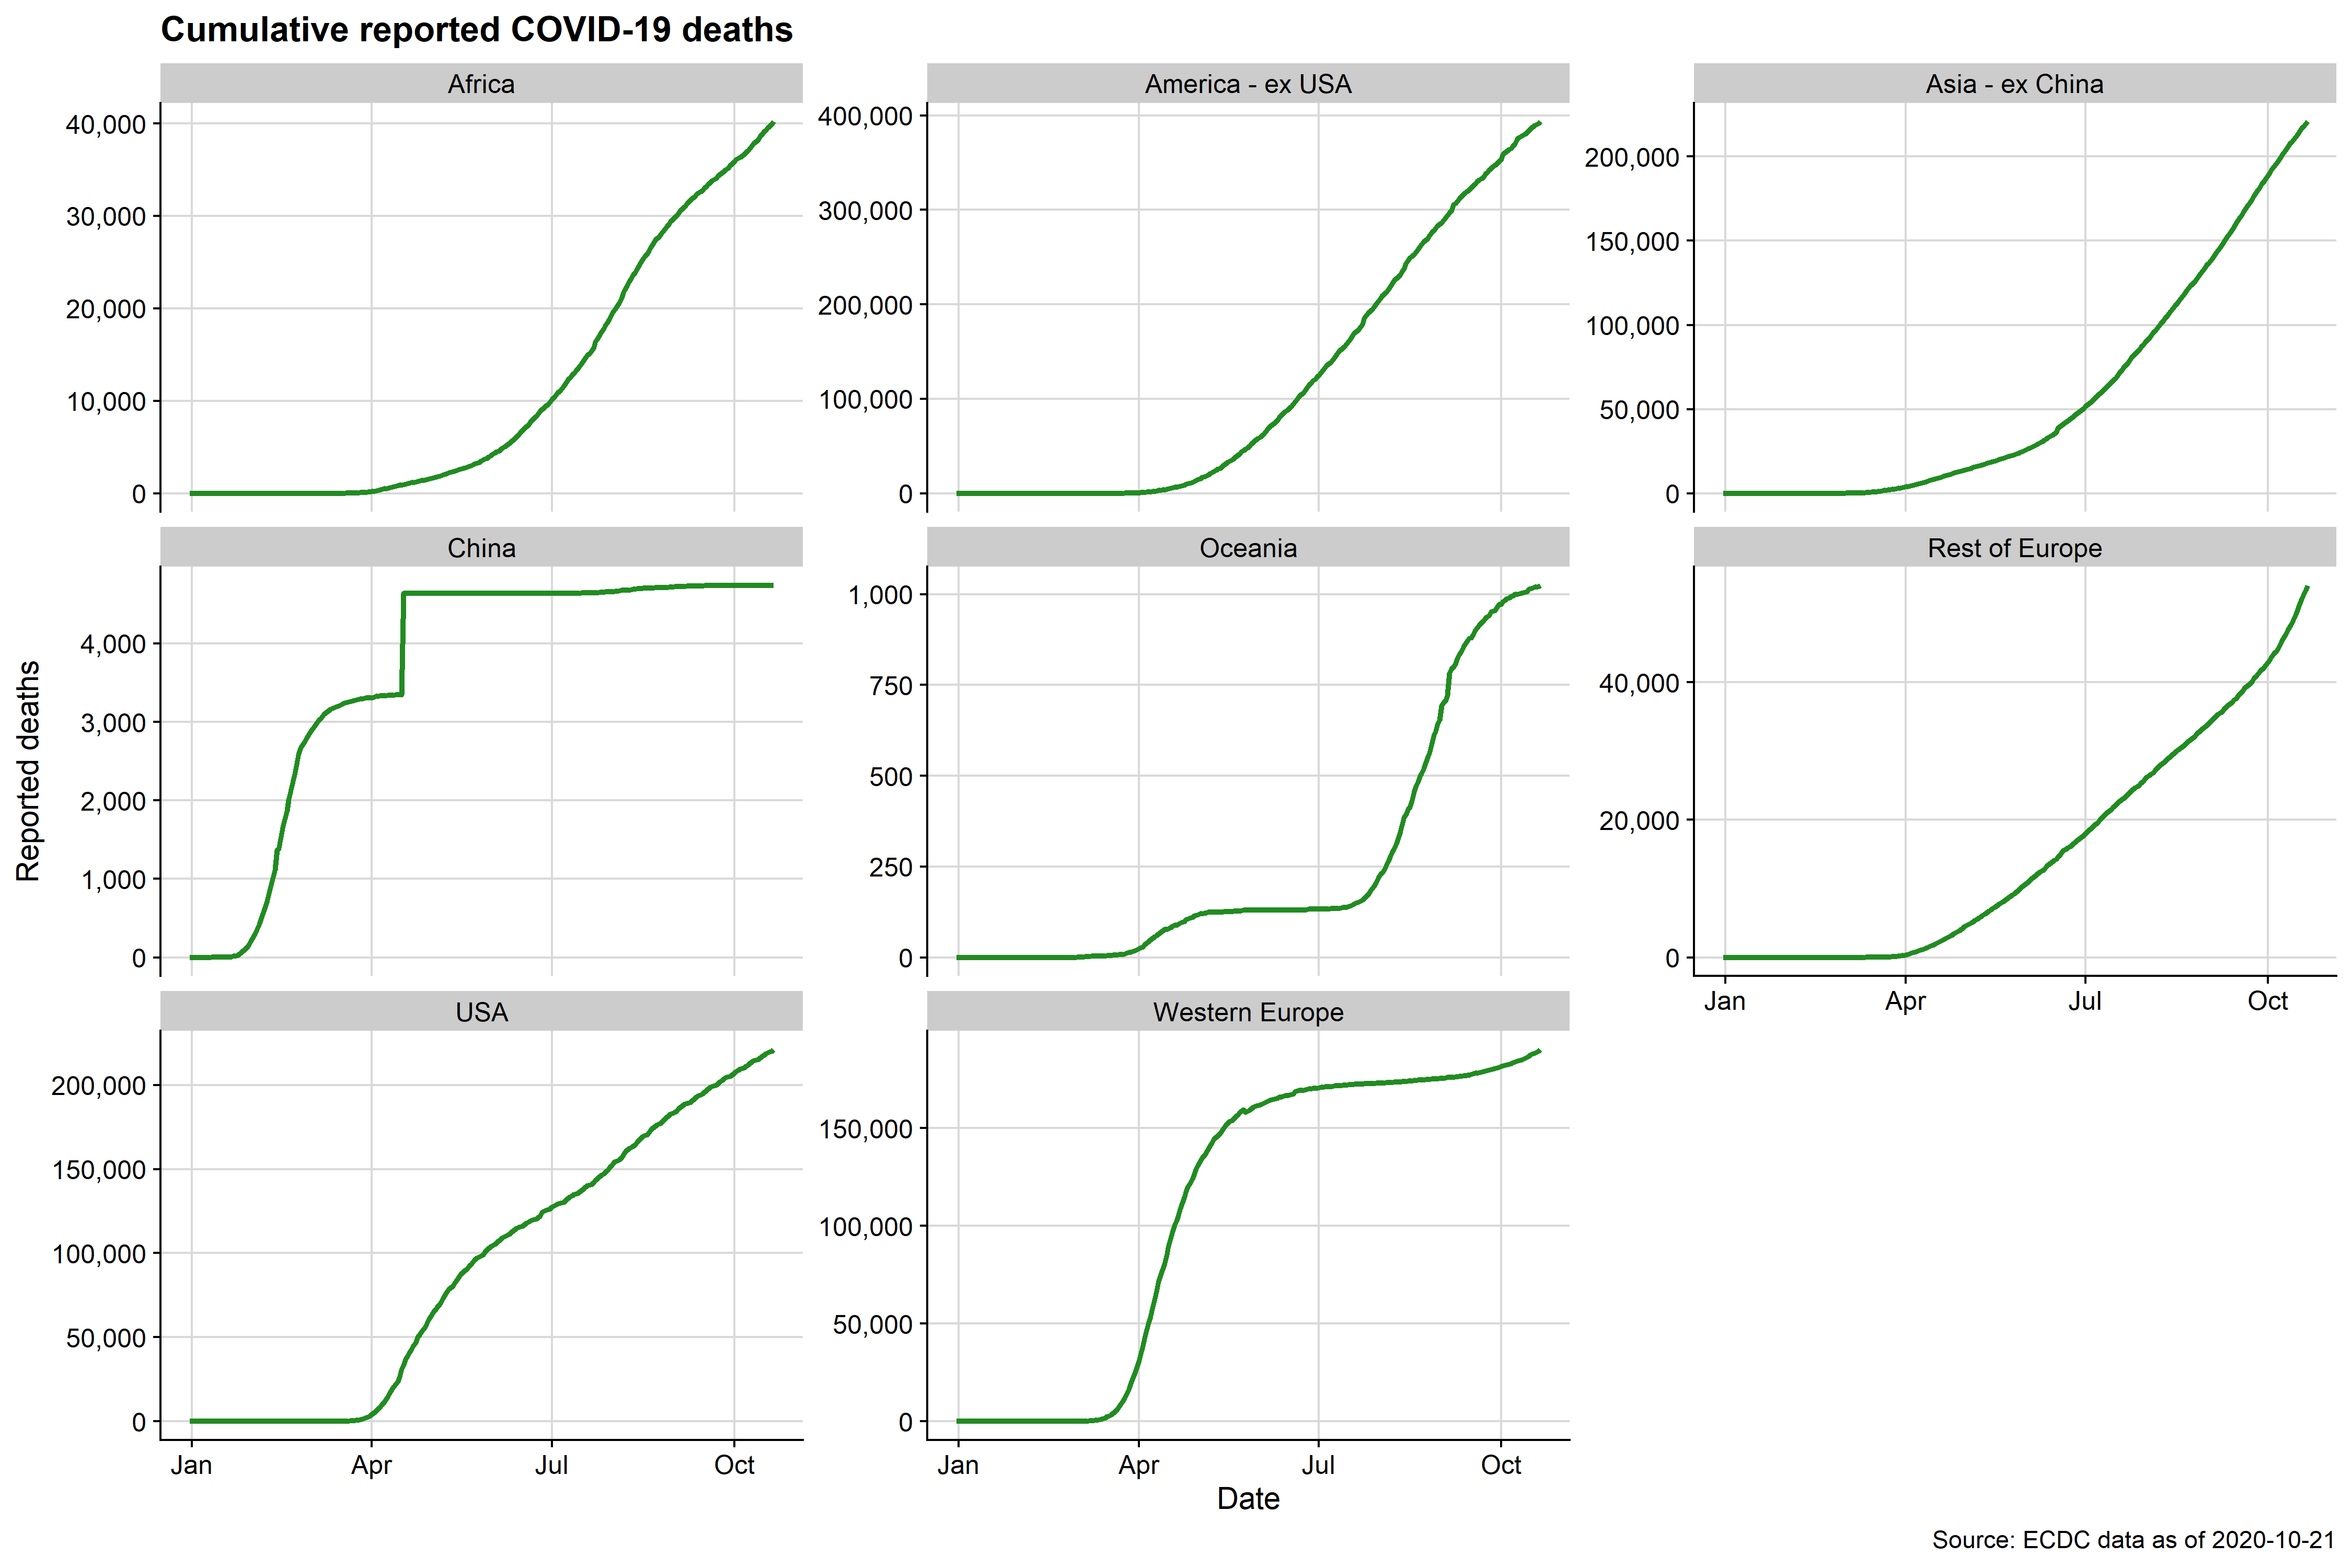 Cumulative reported COVID-19 deaths
Africa
America - ex USA
Asia - ex China
40,000
30,000
20,000
10,000
0
400,000
300,000
200,000
100,000
0
200,000
150,000
100,000
50,000
0
China
Oceania
Rest of Europe
Reported deaths
4,000
3,000
2,000
1,000
0
1,000
750
500
250
0
40,000
20,000
0
Jan Apr Jul Oct
USA
Western Europe
200,000
150,000
100,000
50,000
0
150,000
100,000
50,000
0
Jan Apr Jul Oct
Jan Apr Jul Oct
Date
Source: ECDC data as of 2020-10-21